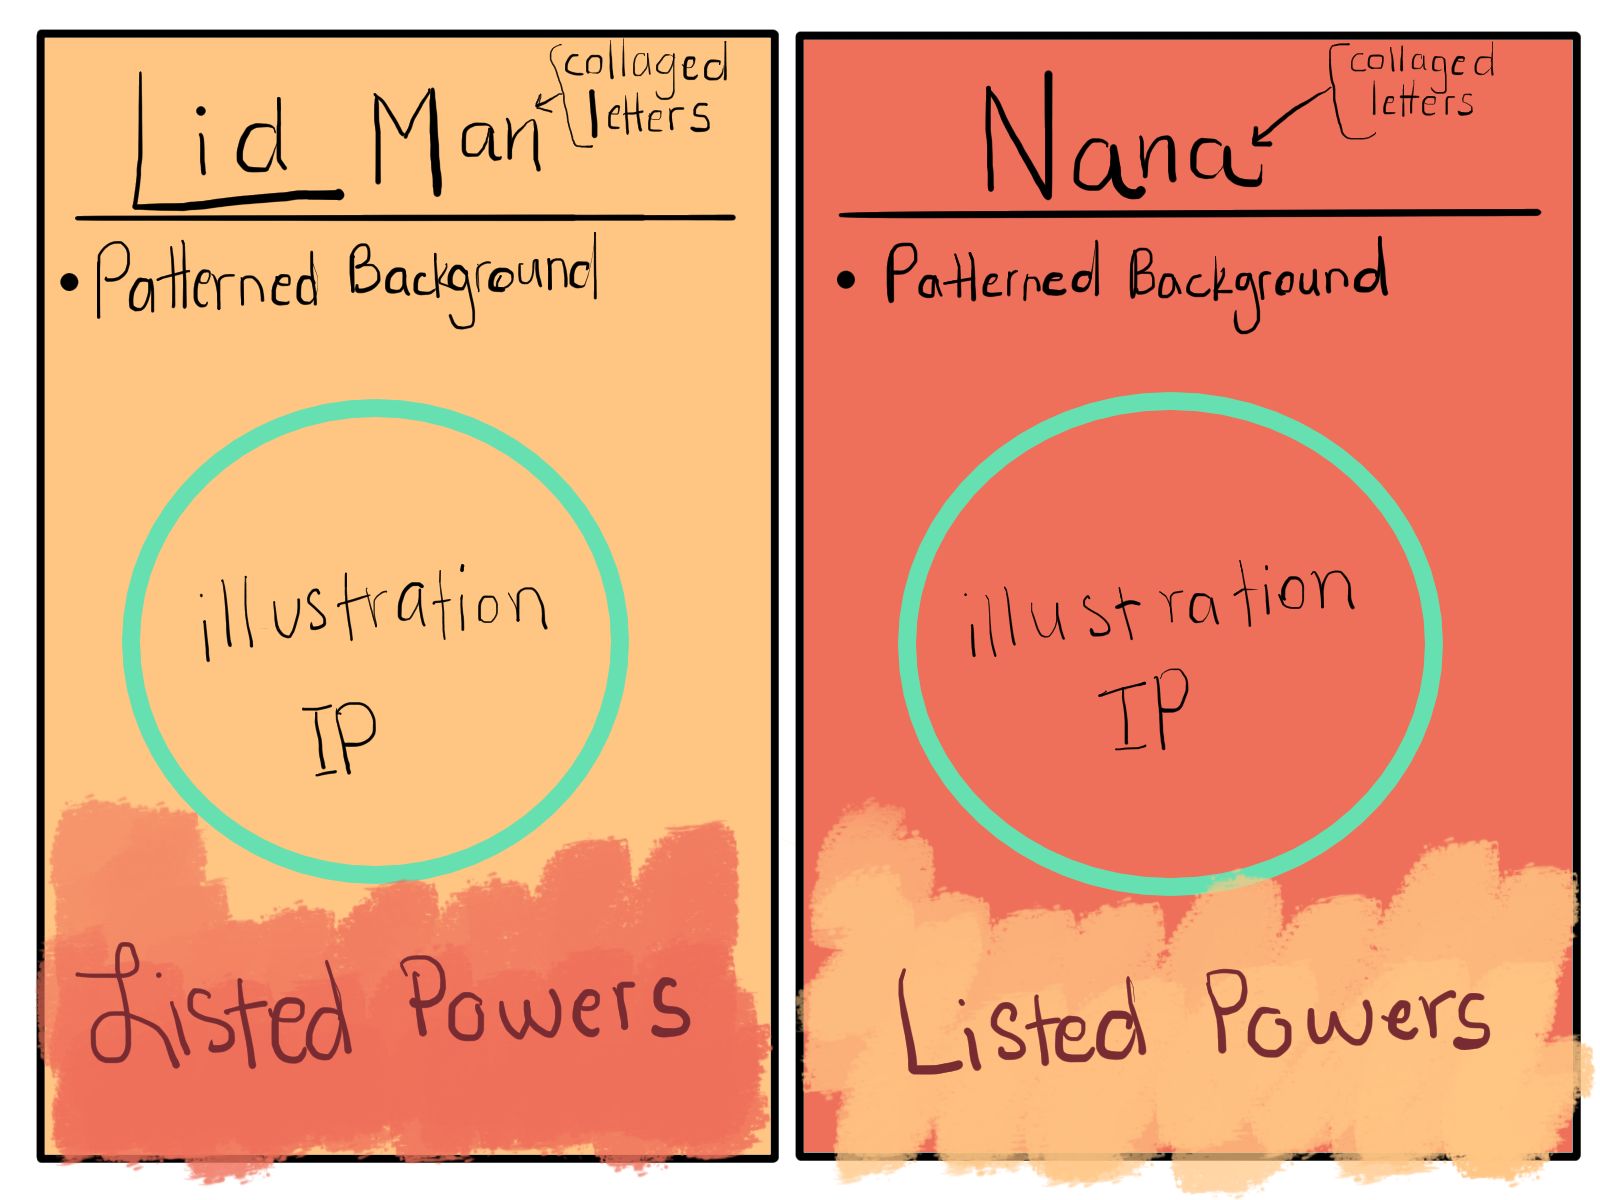 Lid Man
collaged
letters
• Patterned Background
illustration
IP
Listed Powers
Nana
collaged
letters
• Patterned Background
illustration
IP
Listed Powers